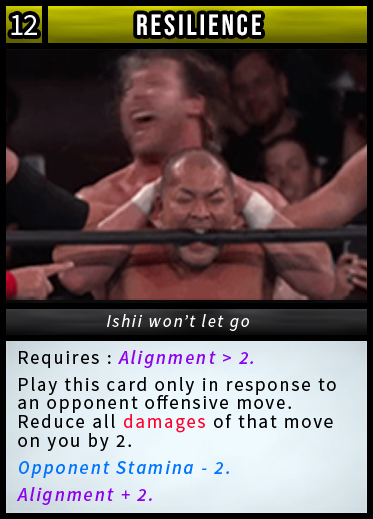 12 RESILIENCE
Ishii won't let go
Requires : Alignment > 2.
Play this card only in response to
an opponent offensive move.
Reduce all damages of that move
on you by 2.
Opponent Stamina - 2.
Alignment + 2.